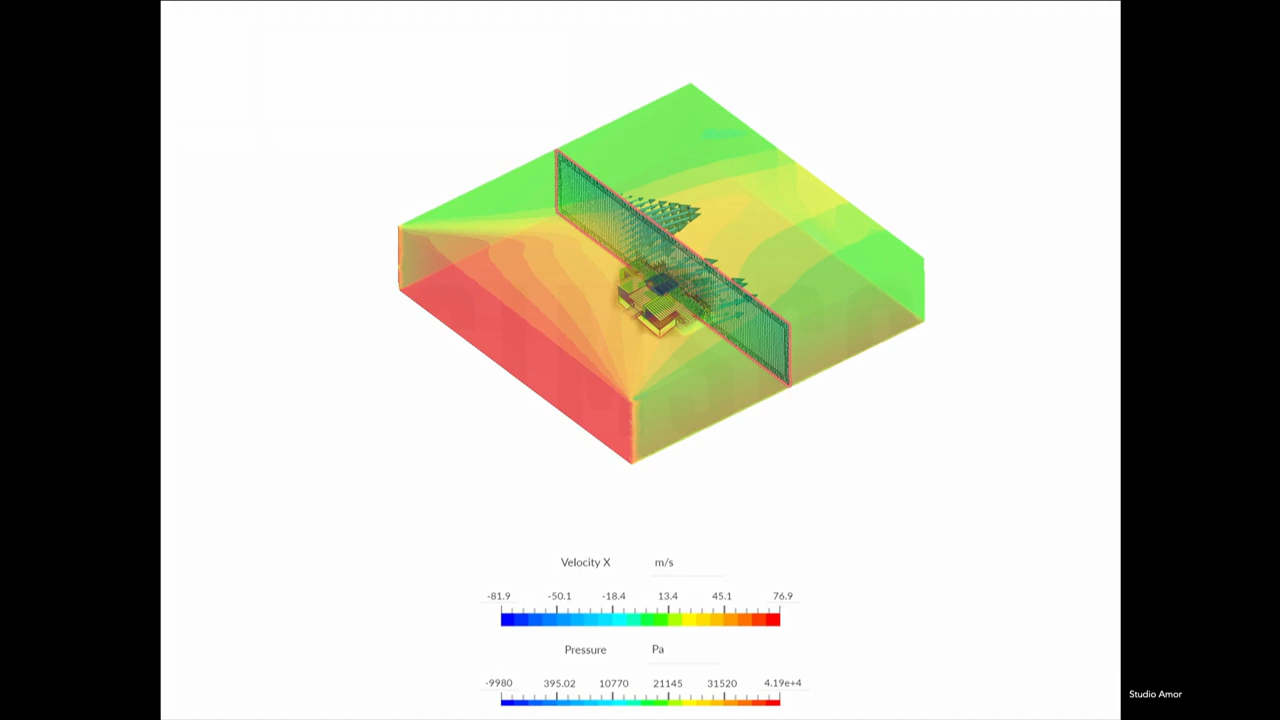 Velocity X m/s
-81.9 -50.1 -18.4 13.4 45.1 76.9
Pressure Pa
-9980 395.02 10770 21145 31520 4.19e+4
Studio Amor